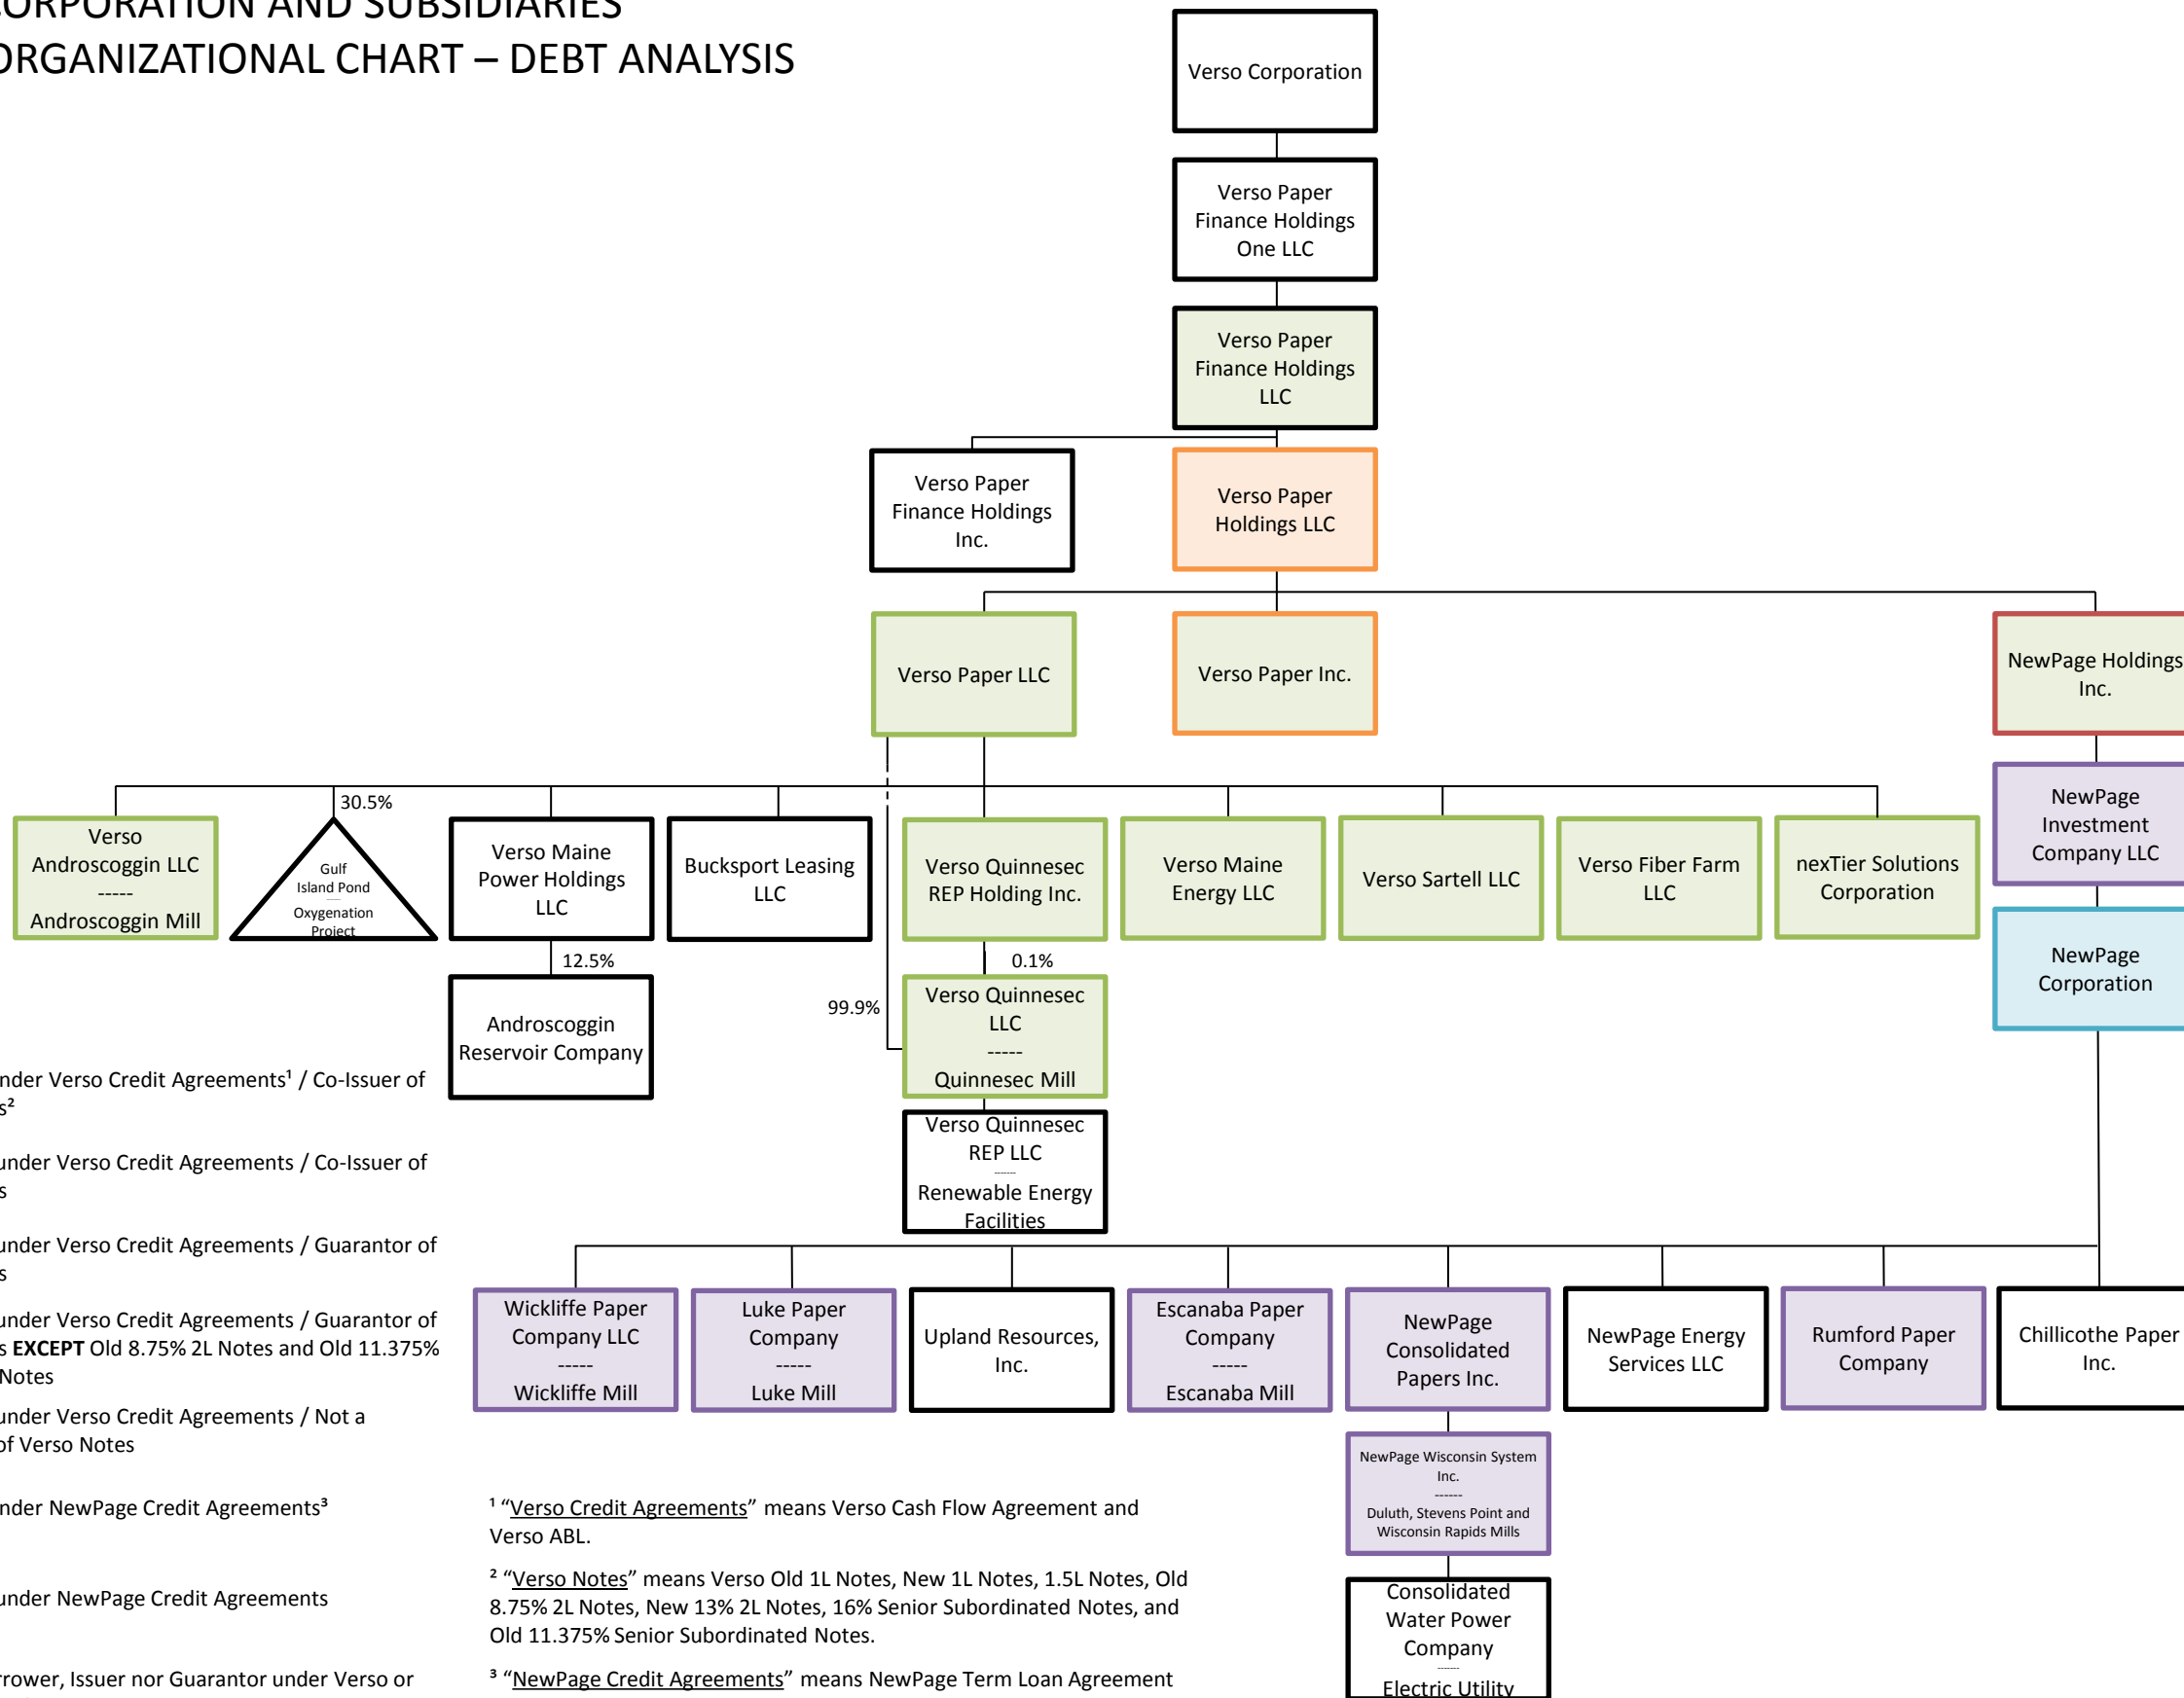 CORPORATION AND SUBSIDIARIES
ORGANIZATIONAL CHART – DEBT ANALYSIS
Verso Corporation
Verso Paper
Finance Holdings
One LLC
Verso Paper
Finance Holdings
LLC
Verso Paper
Finance Holdings
Inc.
Verso Paper
Holdings LLC
Verso Paper LLC
Verso Paper Inc.
NewPage Holdings
Inc.
NewPage
Investment
Company LLC
NewPage
Corporation
30.5%
Verso
Androscoggin LLC
-----
Androscoggin Mill
Gulf
Island Pond
-----
Oxygenation
Project
Verso Maine
Power Holdings
LLC
Bucksport Leasing
LLC
Verso Quinnesec
REP Holding Inc.
Verso Maine
Energy LLC
Verso Sartell LLC
Verso Fiber Farm
LLC
nexTier Solutions
Corporation
12.5%
0.1%
99.9%
Androscoggin
Reservoir Company
Verso Quinnesec
LLC
-----
Quinnesec Mill
Verso Quinnesec
REP LLC
-------
Renewable Energy
Facilities
Wickliffe Paper
Company LLC
-----
Wickliffe Mill
Luke Paper
Company
-----
Luke Mill
Upland Resources,
Inc.
Escanaba Paper
Company
-----
Escanaba Mill
NewPage
Consolidated
Papers Inc.
NewPage Energy
Services LLC
Rumford Paper
Company
Chillicothe Paper
Inc.
NewPage Wisconsin System
Inc.
------
Duluth, Stevens Point and
Wisconsin Rapids Mills
Consolidated
Water Power
Company
-------
Electric Utility
under Verso Credit Agreements¹ / Co-Issuer of
s²
under Verso Credit Agreements / Co-Issuer of
s
under Verso Credit Agreements / Guarantor of
s
under Verso Credit Agreements / Guarantor of
s EXCEPT Old 8.75% 2L Notes and Old 11.375%
Notes
under Verso Credit Agreements / Not a
of Verso Notes
under NewPage Credit Agreements³
under NewPage Credit Agreements
rrower, Issuer nor Guarantor under Verso or
¹ “Verso Credit Agreements” means Verso Cash Flow Agreement and
Verso ABL.
² “Verso Notes” means Verso Old 1L Notes, New 1L Notes, 1.5L Notes, Old
8.75% 2L Notes, New 13% 2L Notes, 16% Senior Subordinated Notes, and
Old 11.375% Senior Subordinated Notes.
³ “NewPage Credit Agreements” means NewPage Term Loan Agreement